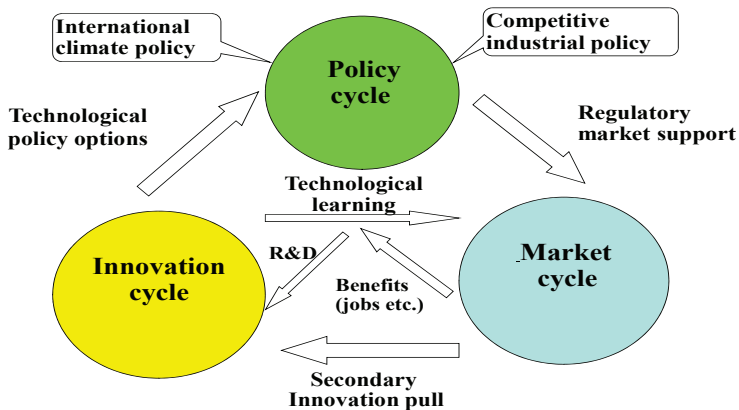 International
climate policy
Competitive
industrial policy
Policy
cycle
Technological
policy options
Regulatory
market support
Technological
learning
Innovation
cycle
R&D
Benefits
(jobs etc.)
Market
cycle
Secondary
Innovation pull